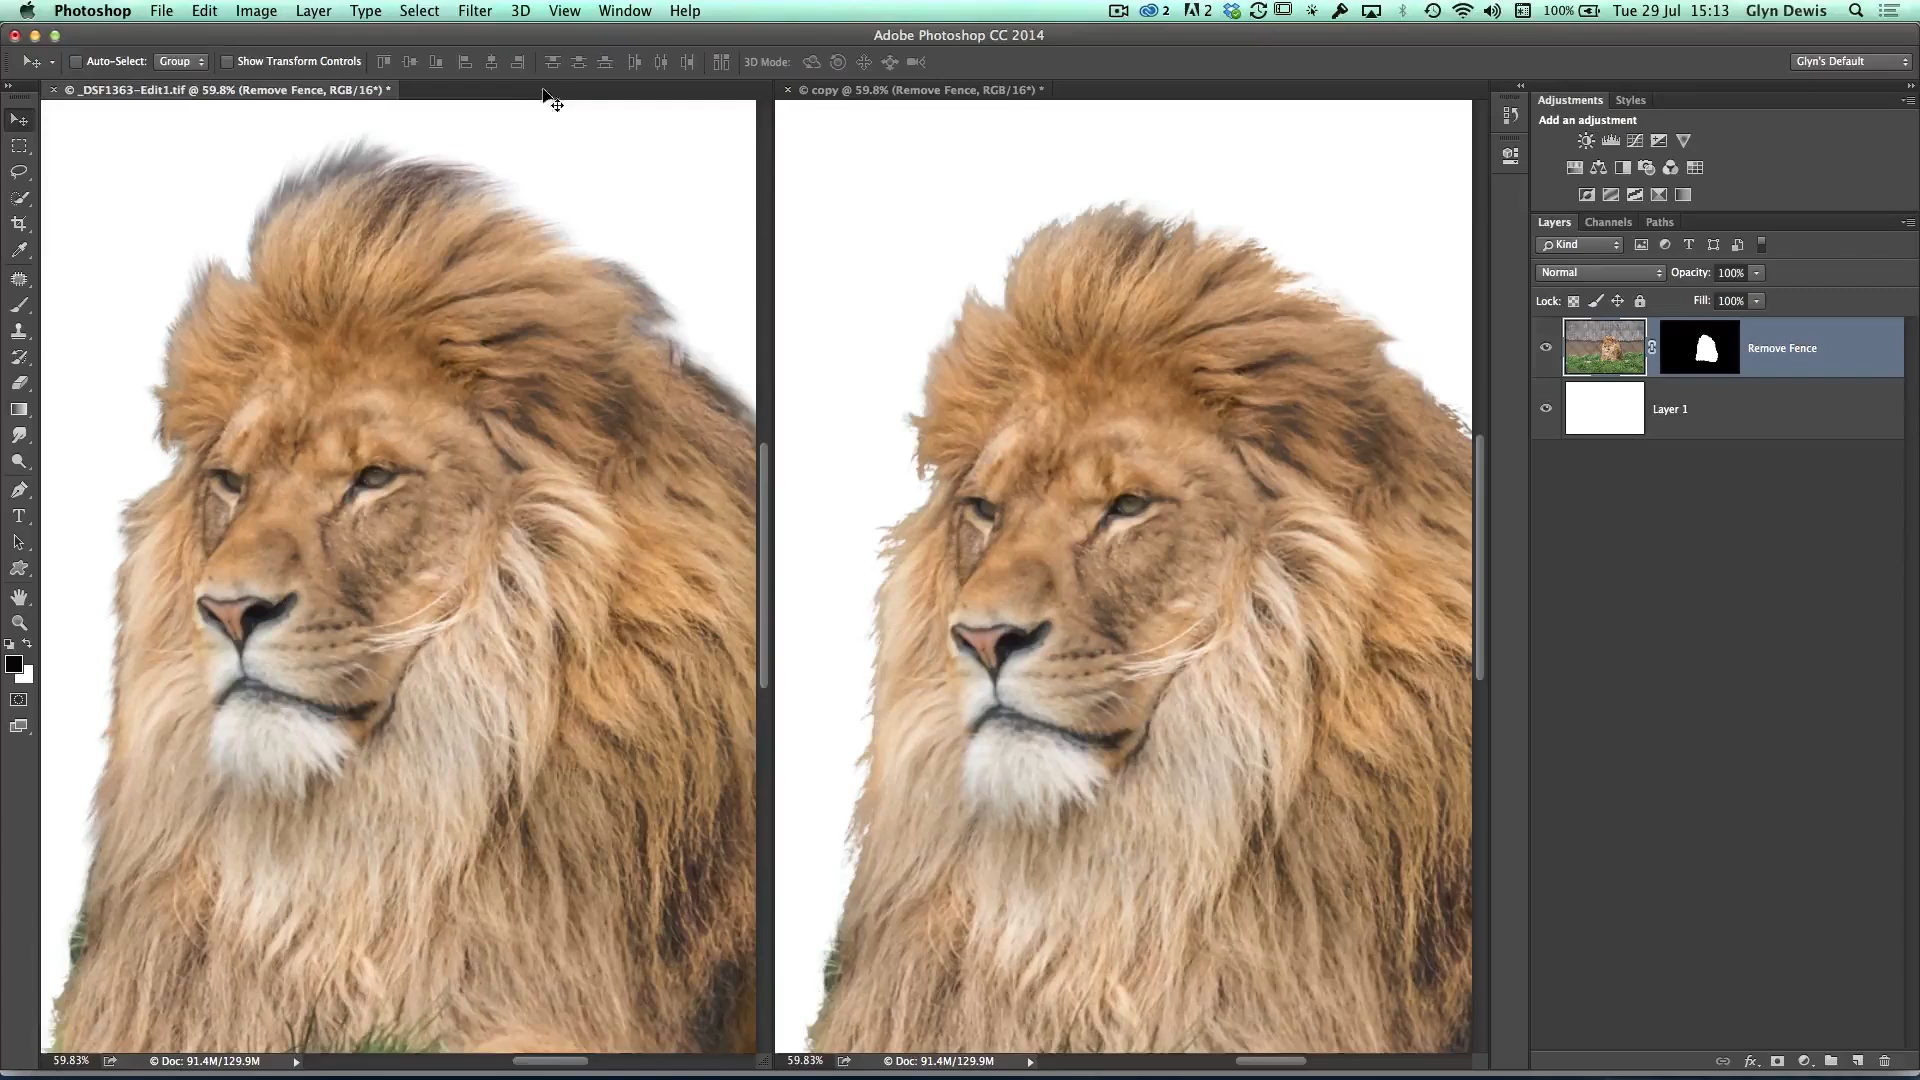 Photoshop File Edit Image Layer Type Select Filter 3D View Window Help 2 2 100% Tue 29 Jul 15:13 Glyn Dewis
Adobe Photoshop CC 2014
Auto-Select: Group Show Transform Controls 3D Mode: Glyn's Default
© _DSF1363-Edit1.tif @ 59.8% (Remove Fence, RGB/16*) *
© copy @ 59.8% (Remove Fence, RGB/16*) *
Adjustments Styles
Add an adjustment
Layers Channels Paths
Kind
Normal Opacity: 100%
Lock: Fill: 100%
Remove Fence
Layer 1
59.83% © Doc: 91.4M/129.9M
59.83% © Doc: 91.4M/129.9M